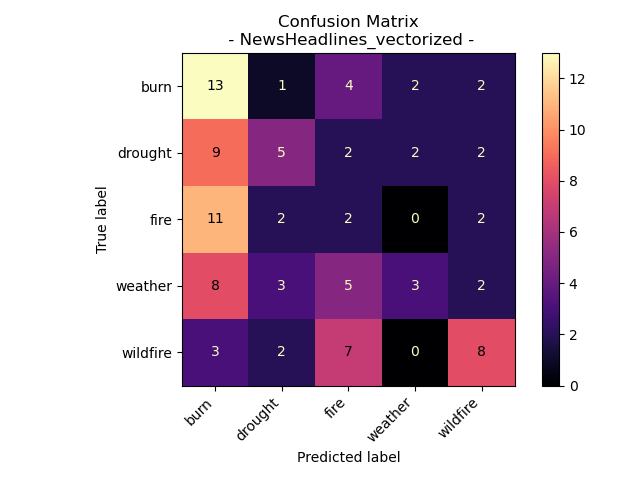 Confusion Matrix
- NewsHeadlines_vectorized -
burn 13 1 4 2 2
drought 9 5 2 2 2
fire 11 2 2 0 2
weather 8 3 5 3 2
wildfire 3 2 7 0 8
burn drought fire weather wildfire
Predicted label
True label
12
10
8
6
4
2
0